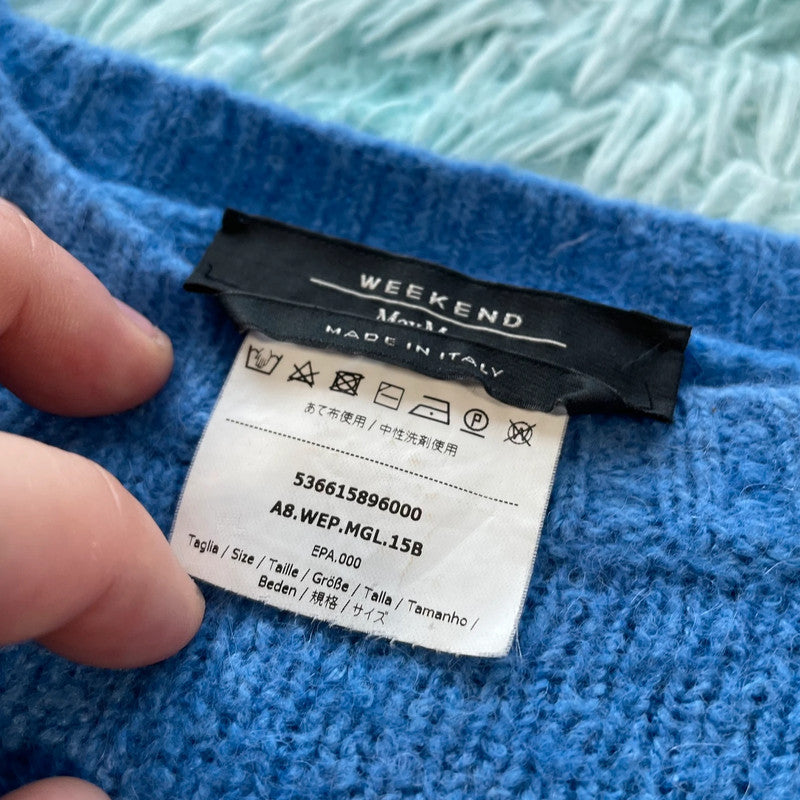 WEEKEND
MADE IN ITALY
P W
あて布使用 / 中性洗剤使用
536615896000
A8.WEP.MGL.15B
EPA.000
Taglia / Size / Taille / Größe / Talla / Tamanho /
Beden / 規格 / サイズ